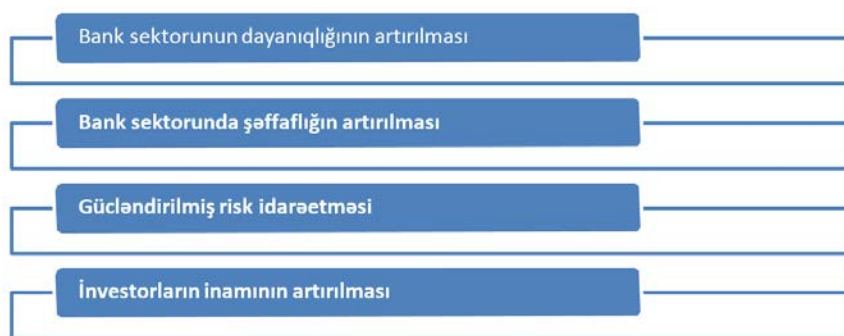 Bank sektorunun dayanıqlığının artırılması
Bank sektorunda şəffaflığın artırılması
Gücləndirilmiş risk idarəetməsi
İnvestorların inamının artırılması